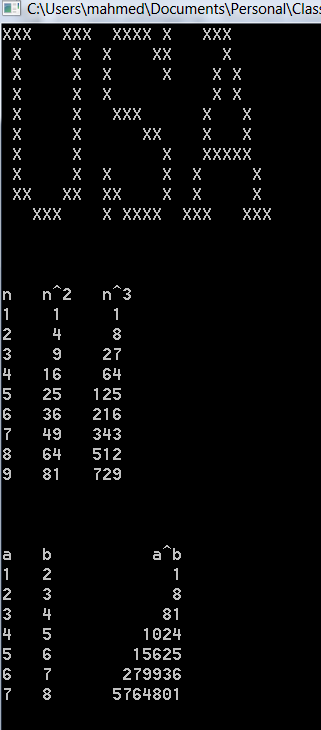 C:\Users\mahmed\Documents\Personal\Clas
XXX   XXX  XXXX X   XXX
 X     X  X    XX     X
 X     X  X     X    X X
 X     X  X          X X
 X     X   XXX      X   X
 X     X      XX    X   X
 X     X        X   XXXXX
 X     X  X     X  X     X
 XX   XX  XX    X  X     X
   XXX    X XXXX  XXX   XXX
n   n^2   n^3
1    1     1
2    4     8
3    9    27
4   16    64
5   25   125
6   36   216
7   49   343
8   64   512
9   81   729
a   b          a^b
1   2            1
2   3            8
3   4           81
4   5         1024
5   6        15625
6   7       279936
7   8      5764801